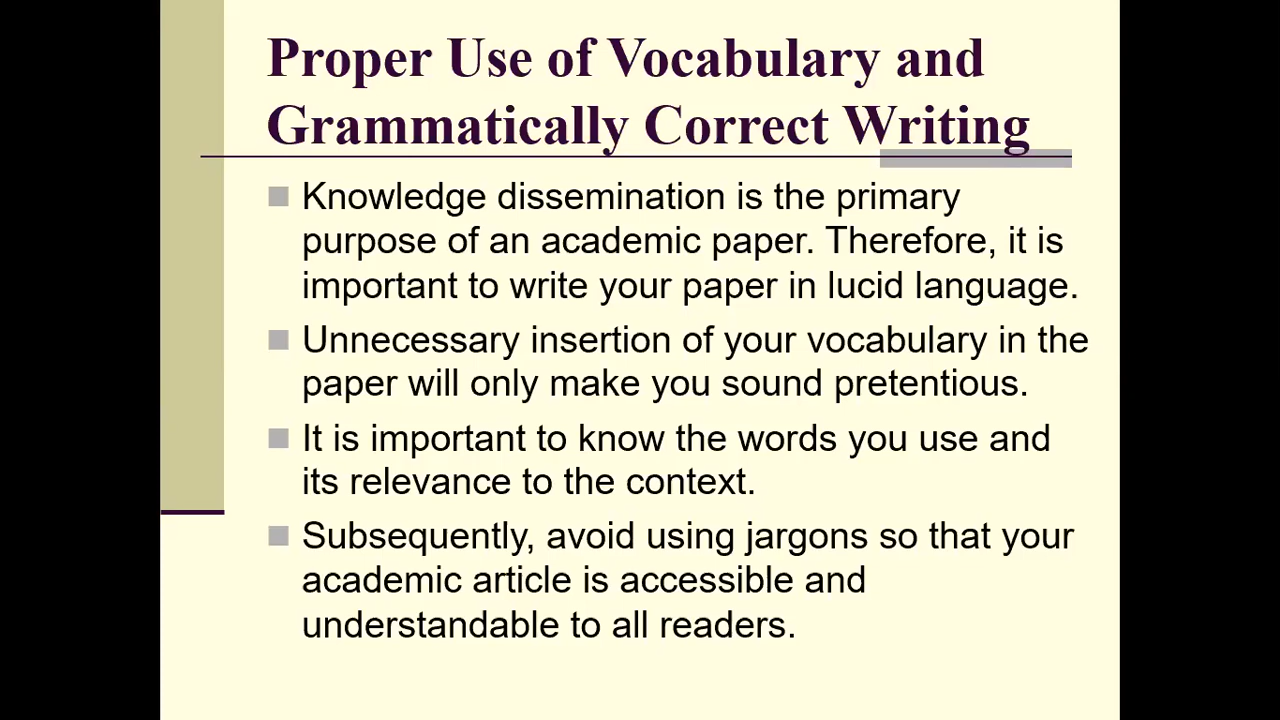 Proper Use of Vocabulary and
Grammatically Correct Writing
Knowledge dissemination is the primary
purpose of an academic paper. Therefore, it is
important to write your paper in lucid language.
Unnecessary insertion of your vocabulary in the
paper will only make you sound pretentious.
It is important to know the words you use and
its relevance to the context.
Subsequently, avoid using jargons so that your
academic article is accessible and
understandable to all readers.